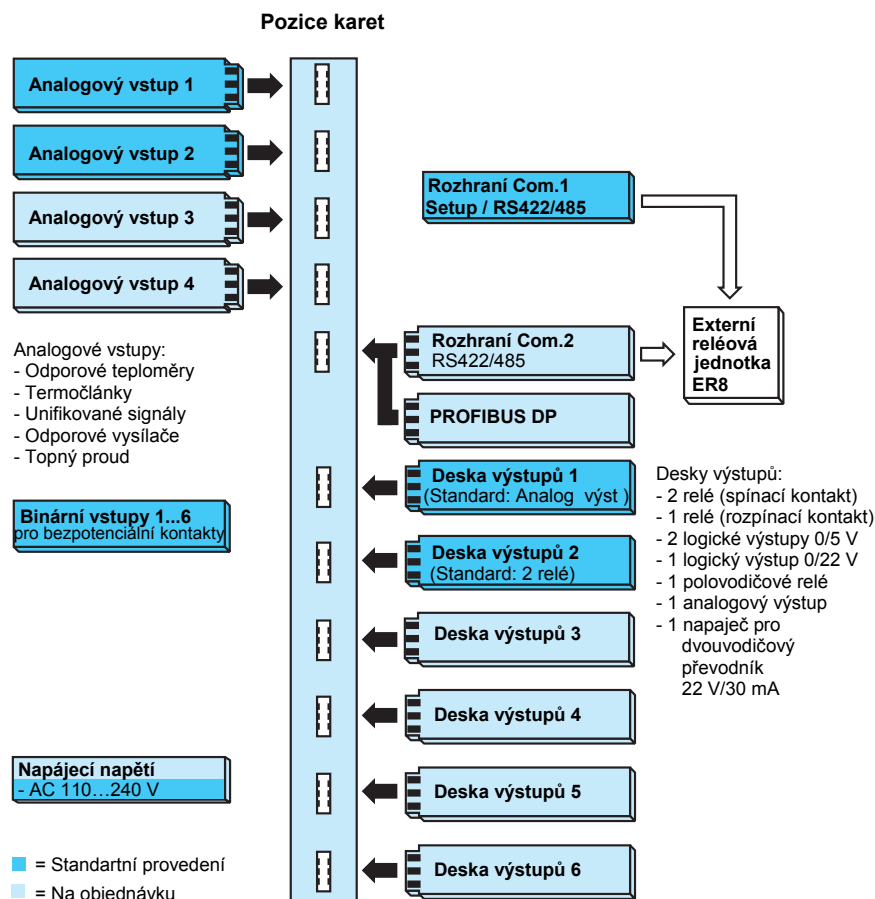 Pozice karet
Analogový vstup 1
Analogový vstup 2
Analogový vstup 3
Analogový vstup 4
Analogové vstupy:
- Odporové teploměry
- Termočlánky
- Unifikované signály
- Odporové vysílače
- Topný proud
Binární vstupy 1...6
pro bezpotenciální kontakty
Napájecí napětí
- AC 110...240 V
= Standartní provedení
= Na objednávku
Rozhraní Com.1
Setup / RS422/485
Rozhraní Com.2
RS422/485
PROFIBUS DP
Externí
reléová
jednotka
ER8
Deska výstupů 1
(Standard: Analog výst )
Deska výstupů 2
(Standard: 2 relé)
Deska výstupů 3
Deska výstupů 4
Deska výstupů 5
Deska výstupů 6
Desky výstupů:
- 2 relé (spínací kontakt)
- 1 relé (rozpínací kontakt)
- 2 logické výstupy 0/5 V
- 1 logický výstup 0/22 V
- 1 polovodičové relé
- 1 analogový výstup
- 1 napaječ pro
dvouvodičový
převodník
22 V/30 mA